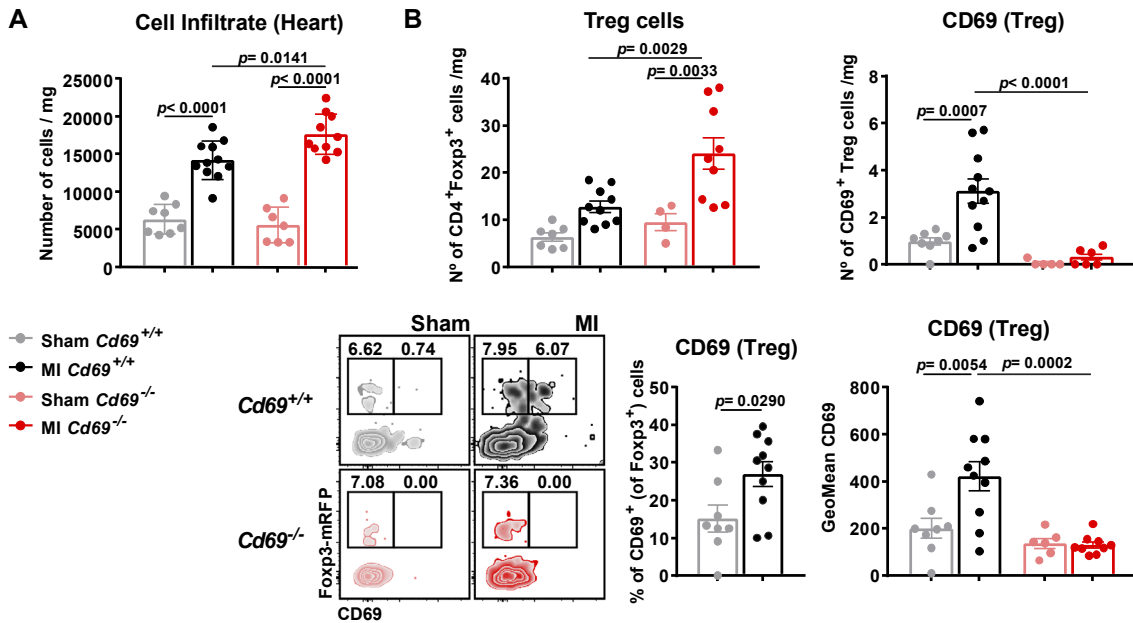 A
Cell Infiltrate (Heart)
p= 0.0141
p< 0.0001
p< 0.0001
Number of cells / mg
25000
20000
15000
10000
5000
0
B
Treg cells
p= 0.0029
p= 0.0033
Nº of CD4⁺Foxp3⁺ cells /mg
40
30
20
10
0
CD69 (Treg)
p< 0.0001
p= 0.0007
Nº of CD69⁺ Treg cells/mg
8
6
4
2
0
Sham Cd69⁺/⁺
MI Cd69⁺/⁺
Sham Cd69⁻/⁻
MI Cd69⁻/⁻
Sham
MI
6.62 0.74
7.95 6.07
Cd69⁺/⁺
7.08 0.00
7.36 0.00
Cd69⁻/⁻
Foxp3-mRFP
CD69
CD69 (Treg)
p= 0.0290
% of CD69⁺ (of Foxp3⁺) cells
50
40
30
20
10
0
CD69 (Treg)
p= 0.0054
p= 0.0002
GeoMean CD69
800
600
400
200
0